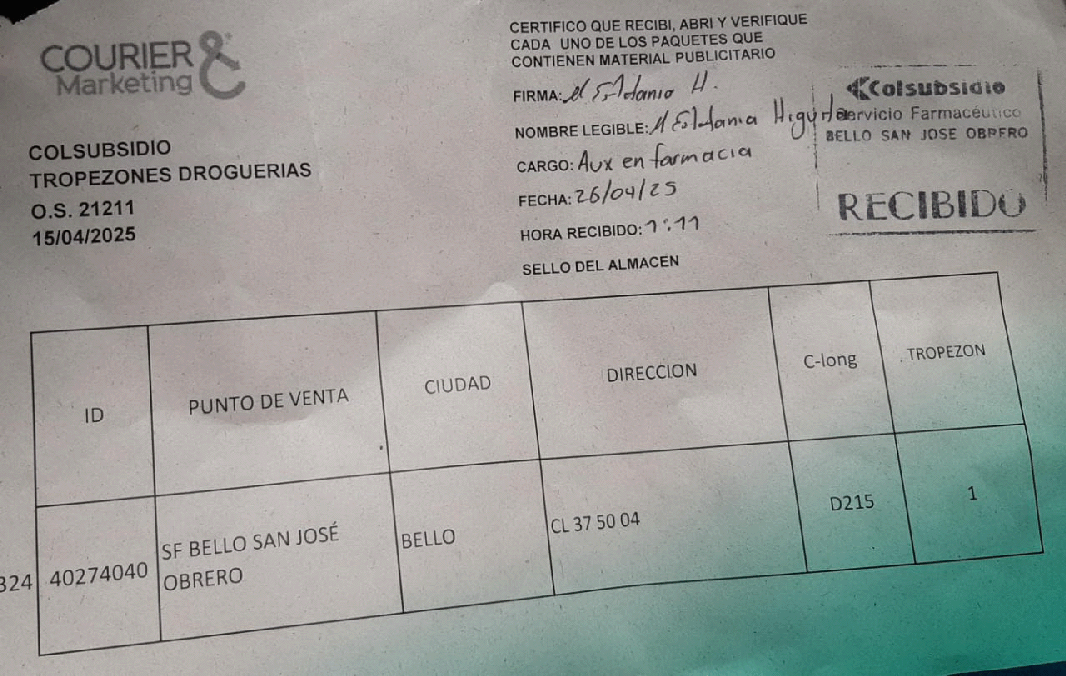 COURIER &
Marketing
COLSUBSIDIO
TROPEZONES DROGUERIAS
O.S. 21211
15/04/2025
CERTIFICO QUE RECIBI, ABRI Y VERIFIQUE
CADA UNO DE LOS PAQUETES QUE
CONTIENEN MATERIAL PUBLICITARIO
FIRMA:
NOMBRE LEGIBLE:
CARGO: Aux en farmacia
FECHA: 26/04/25
HORA RECIBIDO: 1:11
SELLO DEL ALMACEN
Colsubsidio
Servicio Farmacéutico
BELLO SAN JOSE OBRERO
RECIBIDO
ID PUNTO DE VENTA CIUDAD DIRECCION C-long TROPEZON
324 40274040 SF BELLO SAN JOSÉ OBRERO BELLO CL 37 50 04 D215 1